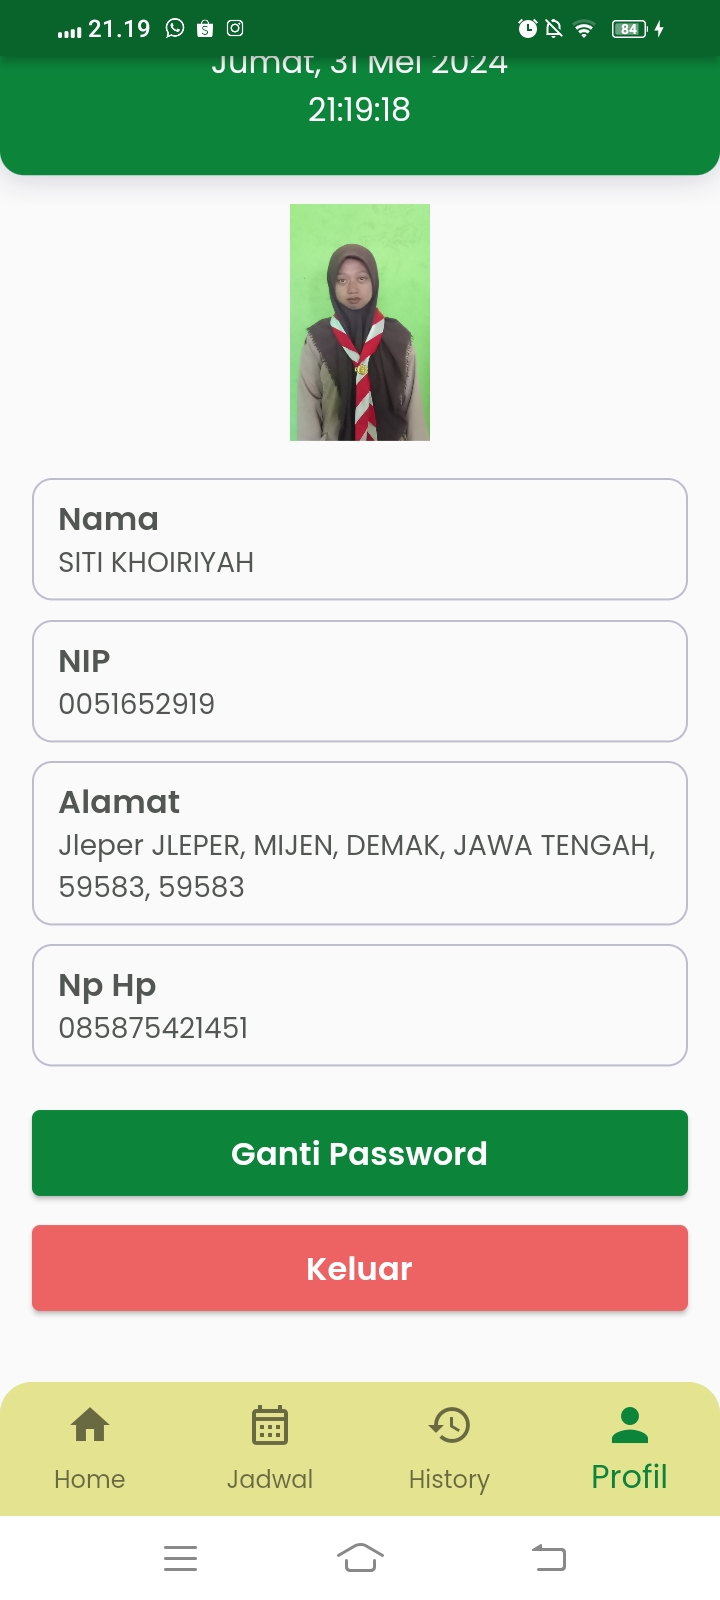 21.19
84
Jumat, 31 Mei 2024
21:19:18
Nama
SITI KHOIRIYAH
NIP
0051652919
Alamat
Jleper JLEPER, MIJEN, DEMAK, JAWA TENGAH,
59583, 59583
Np Hp
085875421451
Ganti Password
Keluar
Home
Jadwal
History
Profil